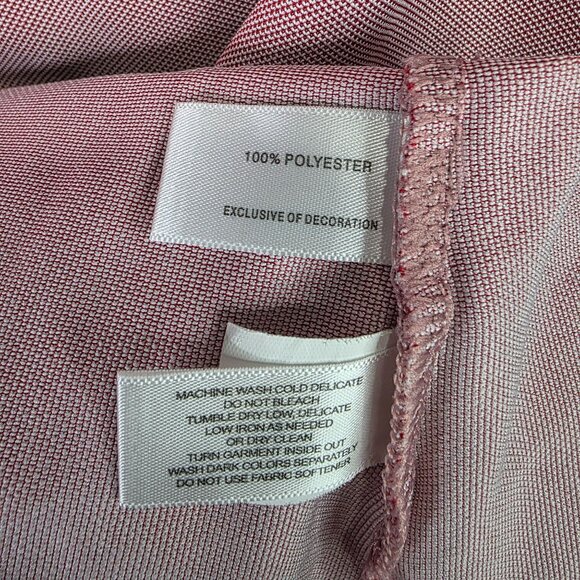 100% POLYESTER
EXCLUSIVE OF DECORATION
MACHINE WASH COLD DELICATE
DO NOT BLEACH
TUMBLE DRY LOW, DELICATE
LOW IRON AS NEEDED
OR DRY CLEAN
TURN GARMENT INSIDE OUT
WASH DARK COLORS SEPARATELY
DO NOT USE FABRIC SOFTENER